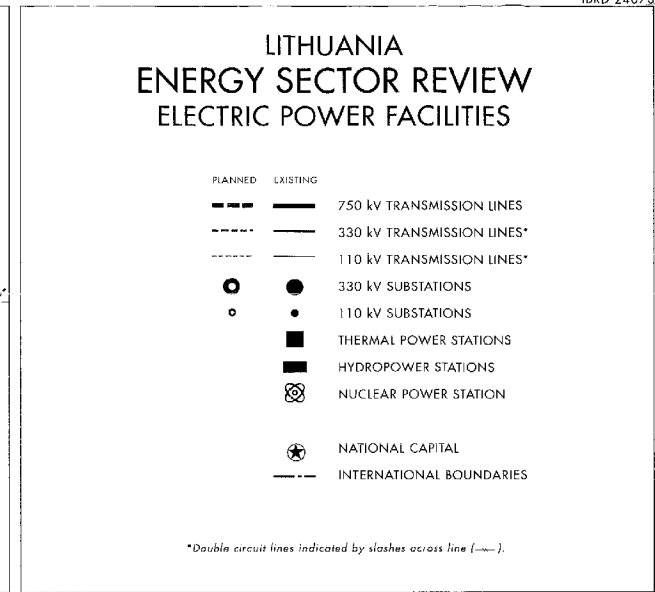 LITHUANIA
ENERGY SECTOR REVIEW
ELECTRIC POWER FACILITIES
PLANNED EXISTING
750 kV TRANSMISSION LINES
330 kV TRANSMISSION LINES*
110 kV TRANSMISSION LINES*
330 kV SUBSTATIONS
110 kV SUBSTATIONS
THERMAL POWER STATIONS
HYDROPOWER STATIONS
NUCLEAR POWER STATION
NATIONAL CAPITAL
INTERNATIONAL BOUNDARIES
*Double circuit lines indicated by slashes across line ( ).